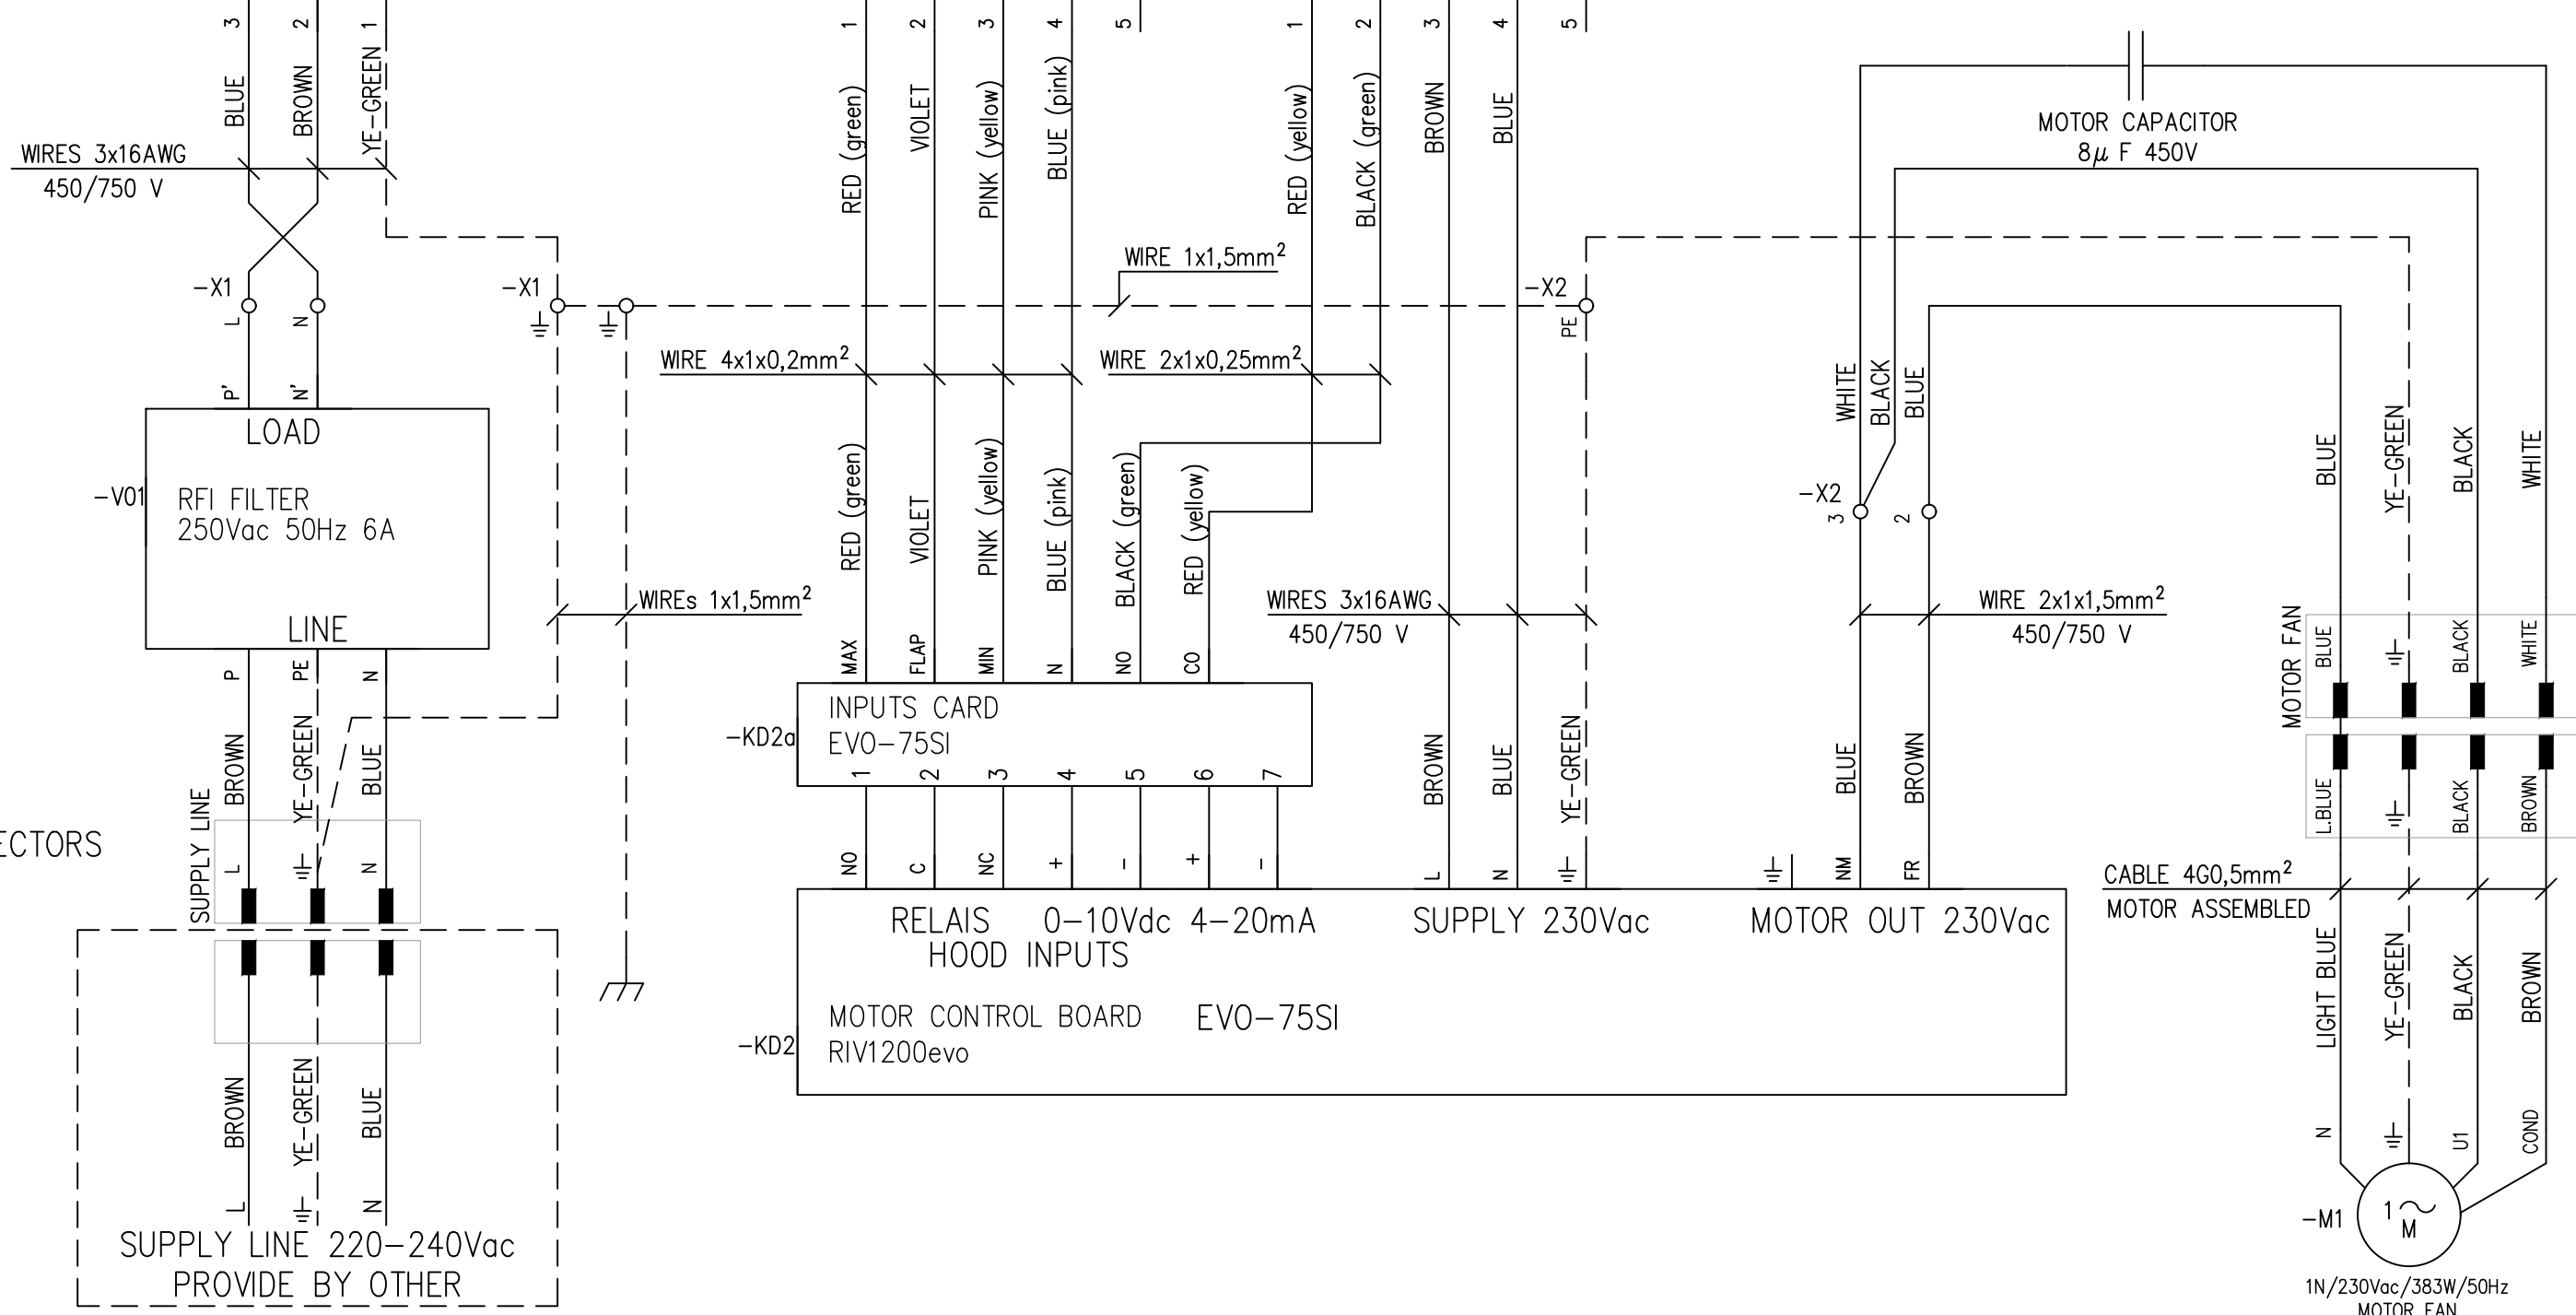 3 2 1 1 2 3 4 5 1 2 3 4 5
BLUE BROWN YE-GREEN RED (green) VIOLET PINK (yellow) BLUE (pink) RED (yellow) BLACK (green) BROWN BLUE
MOTOR CAPACITOR
8μ F 450V
WIRES 3x16AWG
450/750 V
WIRE 1x1,5mm²
-X1 -X1 -X2
L N PE
WIRE 4x1x0,2mm² WIRE 2x1x0,25mm²
WHITE BLACK BLUE
P' N'
LOAD
-V01
RFI FILTER
250Vac 50Hz 6A
LINE
RED (green) VIOLET PINK (yellow) BLUE (pink) BLACK (green) RED (yellow)
-X2
3 2
BLUE YE-GREEN BLACK WHITE
WIREs 1x1,5mm²
WIRES 3x16AWG
450/750 V
WIRE 2x1x1,5mm²
450/750 V
P PE N
MAX FLAP MIN N NO CO
MOTOR FAN
BLUE BLACK WHITE
-KD2a
INPUTS CARD
EVO-75SI
1 2 3 4 5 6 7
BROWN YE-GREEN BLUE
BROWN BLUE YE-GREEN
BLUE BROWN
L.BLUE BLACK BROWN
ECTORS
SUPPLY LINE
L N
NO C NC + - + -
L N
NM FR
CABLE 4G0,5mm²
MOTOR ASSEMBLED
RELAIS 0-10Vdc 4-20mA
HOOD INPUTS
SUPPLY 230Vac
MOTOR OUT 230Vac
-KD2
MOTOR CONTROL BOARD EVO-75SI
RIV1200evo
LIGHT BLUE YE-GREEN BLACK BROWN
BROWN YE-GREEN BLUE
L N
SUPPLY LINE 220-240Vac
PROVIDE BY OTHER
N U1 COND
-M1
1~
M
1N/230Vac/383W/50Hz
MOTOR FAN